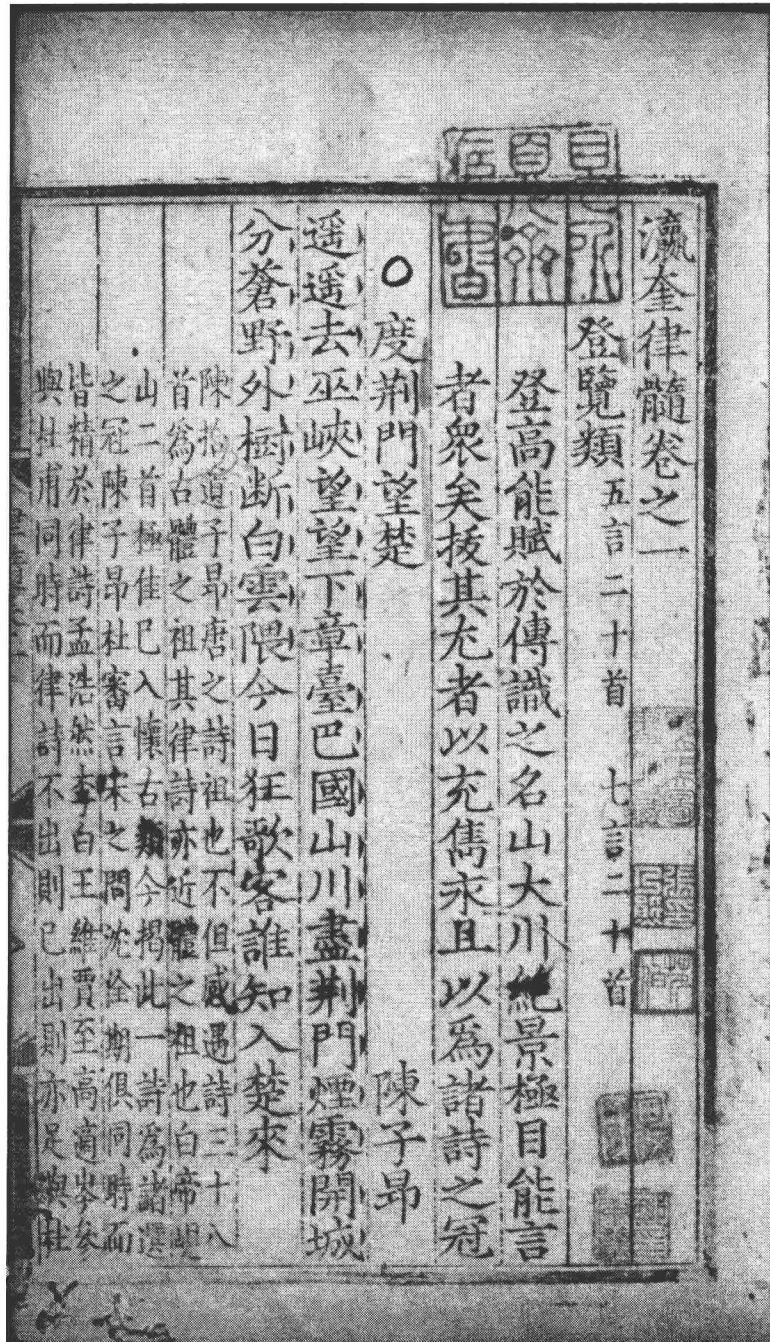 瀛奎律髓卷之一
登覽類 五言二十首 七言二十首
登高能賦於傳識之名山大川絶景極目能言
者衆矣拔其尤者以充雋永且以爲諸詩之冠
度荆門望楚 陳子昂
遥遥去巫峽望望下章臺巴國山川盡荆門煙霧開城
分蒼野外樹断白雲隈今日狂歌客誰知入楚來
陳拾遺子昂唐之詩祖也不但感遇詩三十八
首爲古體之祖其律詩亦近體之祖也白帝峴
山二首極佳已入懐古類今揭此一詩爲諸選
之冠陳子昂杜審言宋之問沈佺期俱同時而
皆精於律詩孟浩然李白王維賈至高適岑參
與杜甫同時而律詩不出則已出則亦足與杜